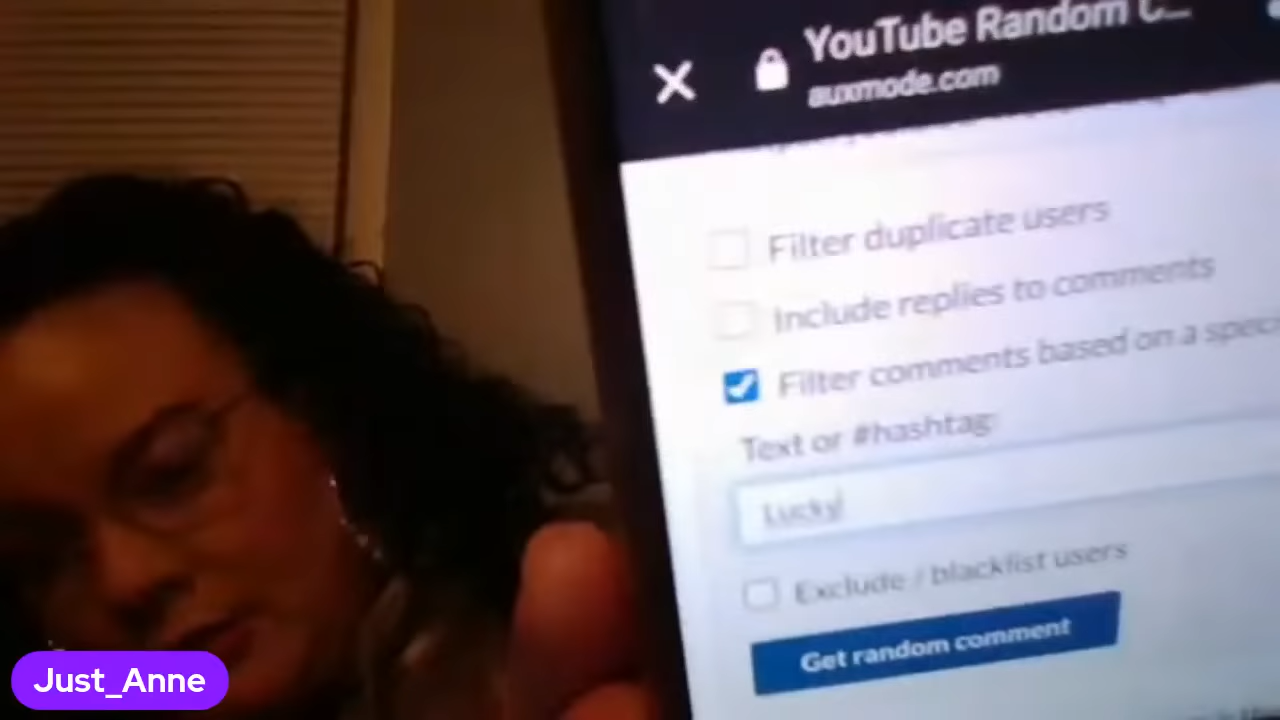 YouTube Random C...
auxmode.com
Filter duplicate users
Include replies to comments
Filter comments based on a speci
Text or #hashtag:
Lucky
Exclude / blacklist users
Get random comment
Just_Anne